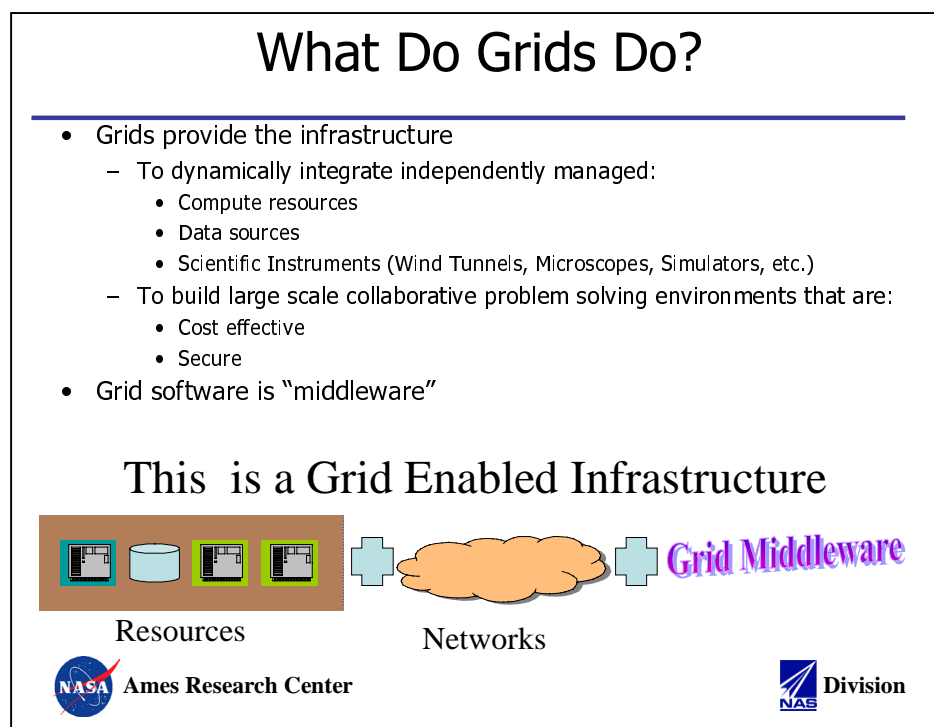 What Do Grids Do?
• Grids provide the infrastructure
– To dynamically integrate independently managed:
• Compute resources
• Data sources
• Scientific Instruments (Wind Tunnels, Microscopes, Simulators, etc.)
– To build large scale collaborative problem solving environments that are:
• Cost effective
• Secure
• Grid software is “middleware”
This is a Grid Enabled Infrastructure
Grid Middleware
Resources
Networks
NASA Ames Research Center
NAS Division